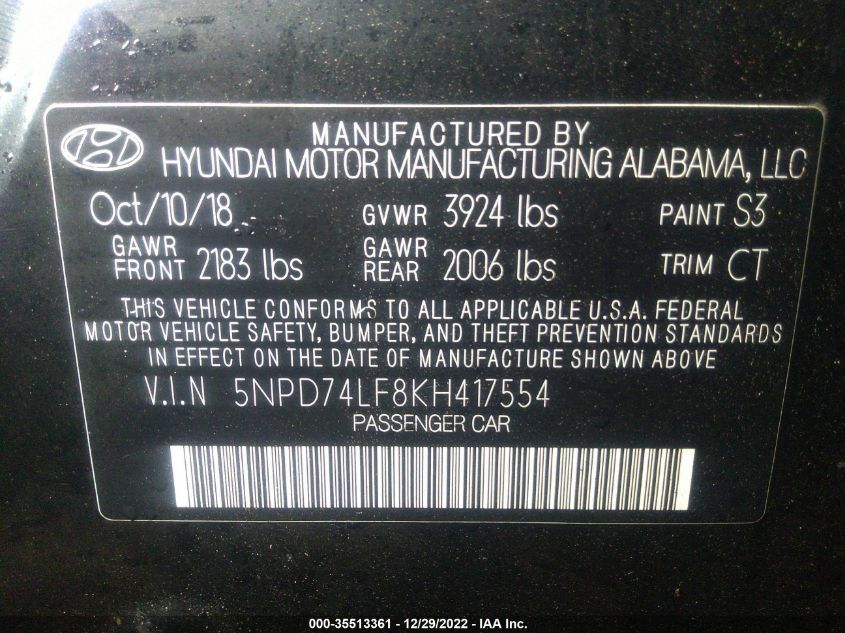 MANUFACTURED BY
HYUNDAI MOTOR MANUFACTURING ALABAMA, LLC
Oct/10/18 GVWR 3924 lbs PAINT S3
GAWR FRONT 2183 lbs GAWR REAR 2006 lbs TRIM CT
THIS VEHICLE CONFORMS TO ALL APPLICABLE U.S.A. FEDERAL
MOTOR VEHICLE SAFETY, BUMPER, AND THEFT PREVENTION STANDARDS
IN EFFECT ON THE DATE OF MANUFACTURE SHOWN ABOVE
V.I.N 5NPD74LF8KH417554
PASSENGER CAR
000-35513361 - 12/29/2022 - IAA Inc.